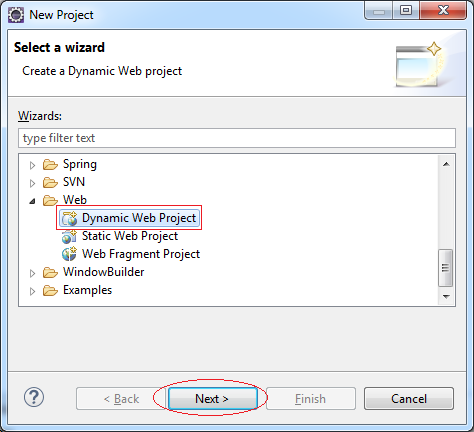 New Project
Select a wizard
Create a Dynamic Web project
Wizards:
type filter text
Spring
SVN
Web
Dynamic Web Project
Static Web Project
Web Fragment Project
WindowBuilder
Examples
?
< Back
Next >
Finish
Cancel